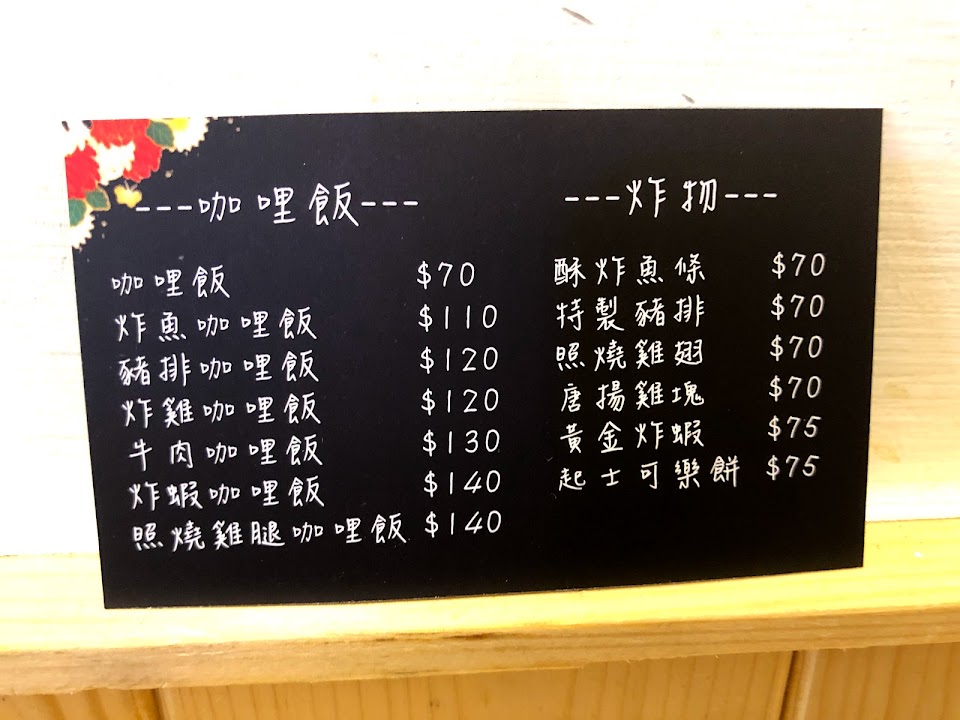 ---咖哩飯---
咖哩飯 $70
炸魚咖哩飯 $110
豬排咖哩飯 $120
炸雞咖哩飯 $120
牛肉咖哩飯 $130
炸蝦咖哩飯 $140
照燒雞腿咖哩飯 $140
---炸物---
酥炸魚條 $70
特製豬排 $70
照燒雞翅 $70
唐揚雞塊 $70
黃金炸蝦 $75
起士可樂餅 $75